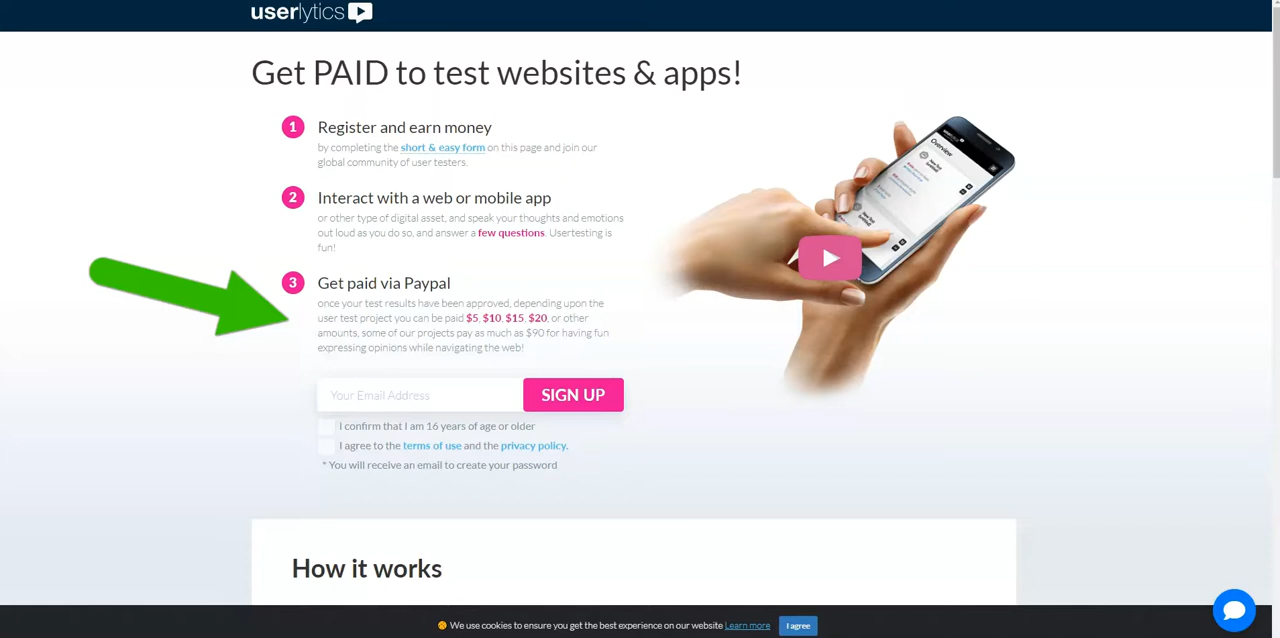 userlytics
Get PAID to test websites & apps!
1 Register and earn money
by completing the short & easy form on this page and join our
global community of user testers.
2 Interact with a web or mobile app
or other type of digital asset, and speak your thoughts and emotions
out loud as you do so, and answer a few questions. Usertesting is
fun!
3 Get paid via Paypal
once your test results have been approved, depending upon the
user test project you can be paid $5, $10, $15, $20, or other
amounts, some of our projects pay as much as $90 for having fun
expressing opinions while navigating the web!
Your Email Address SIGN UP
I confirm that I am 16 years of age or older
I agree to the terms of use and the privacy policy.
* You will receive an email to create your password
Overview
How it works
We use cookies to ensure you get the best experience on our website Learn more I agree